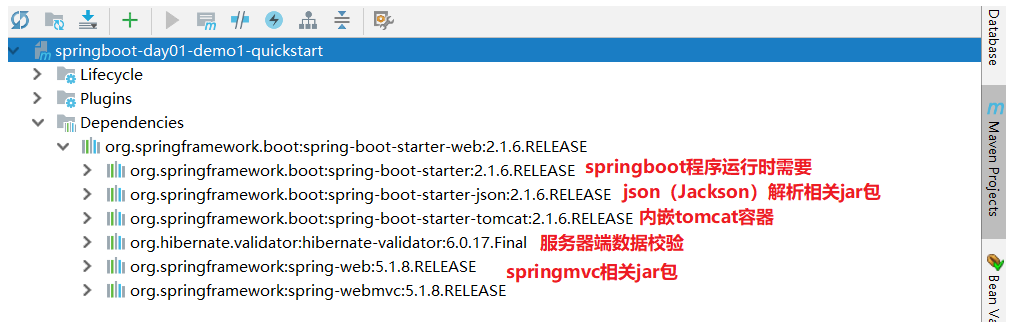 springboot-day01-demo1-quickstart
Lifecycle
Plugins
Dependencies
org.springframework.boot:spring-boot-starter-web:2.1.6.RELEASE
org.springframework.boot:spring-boot-starter:2.1.6.RELEASE springboot程序运行时需要
org.springframework.boot:spring-boot-starter-json:2.1.6.RELEASE json（Jackson）解析相关jar包
org.springframework.boot:spring-boot-starter-tomcat:2.1.6.RELEASE 内嵌tomcat容器
org.hibernate.validator:hibernate-validator:6.0.17.Final 服务器端数据校验
org.springframework:spring-web:5.1.8.RELEASE
springmvc相关jar包
org.springframework:spring-webmvc:5.1.8.RELEASE
Database
m
Maven Projects
Bean Va